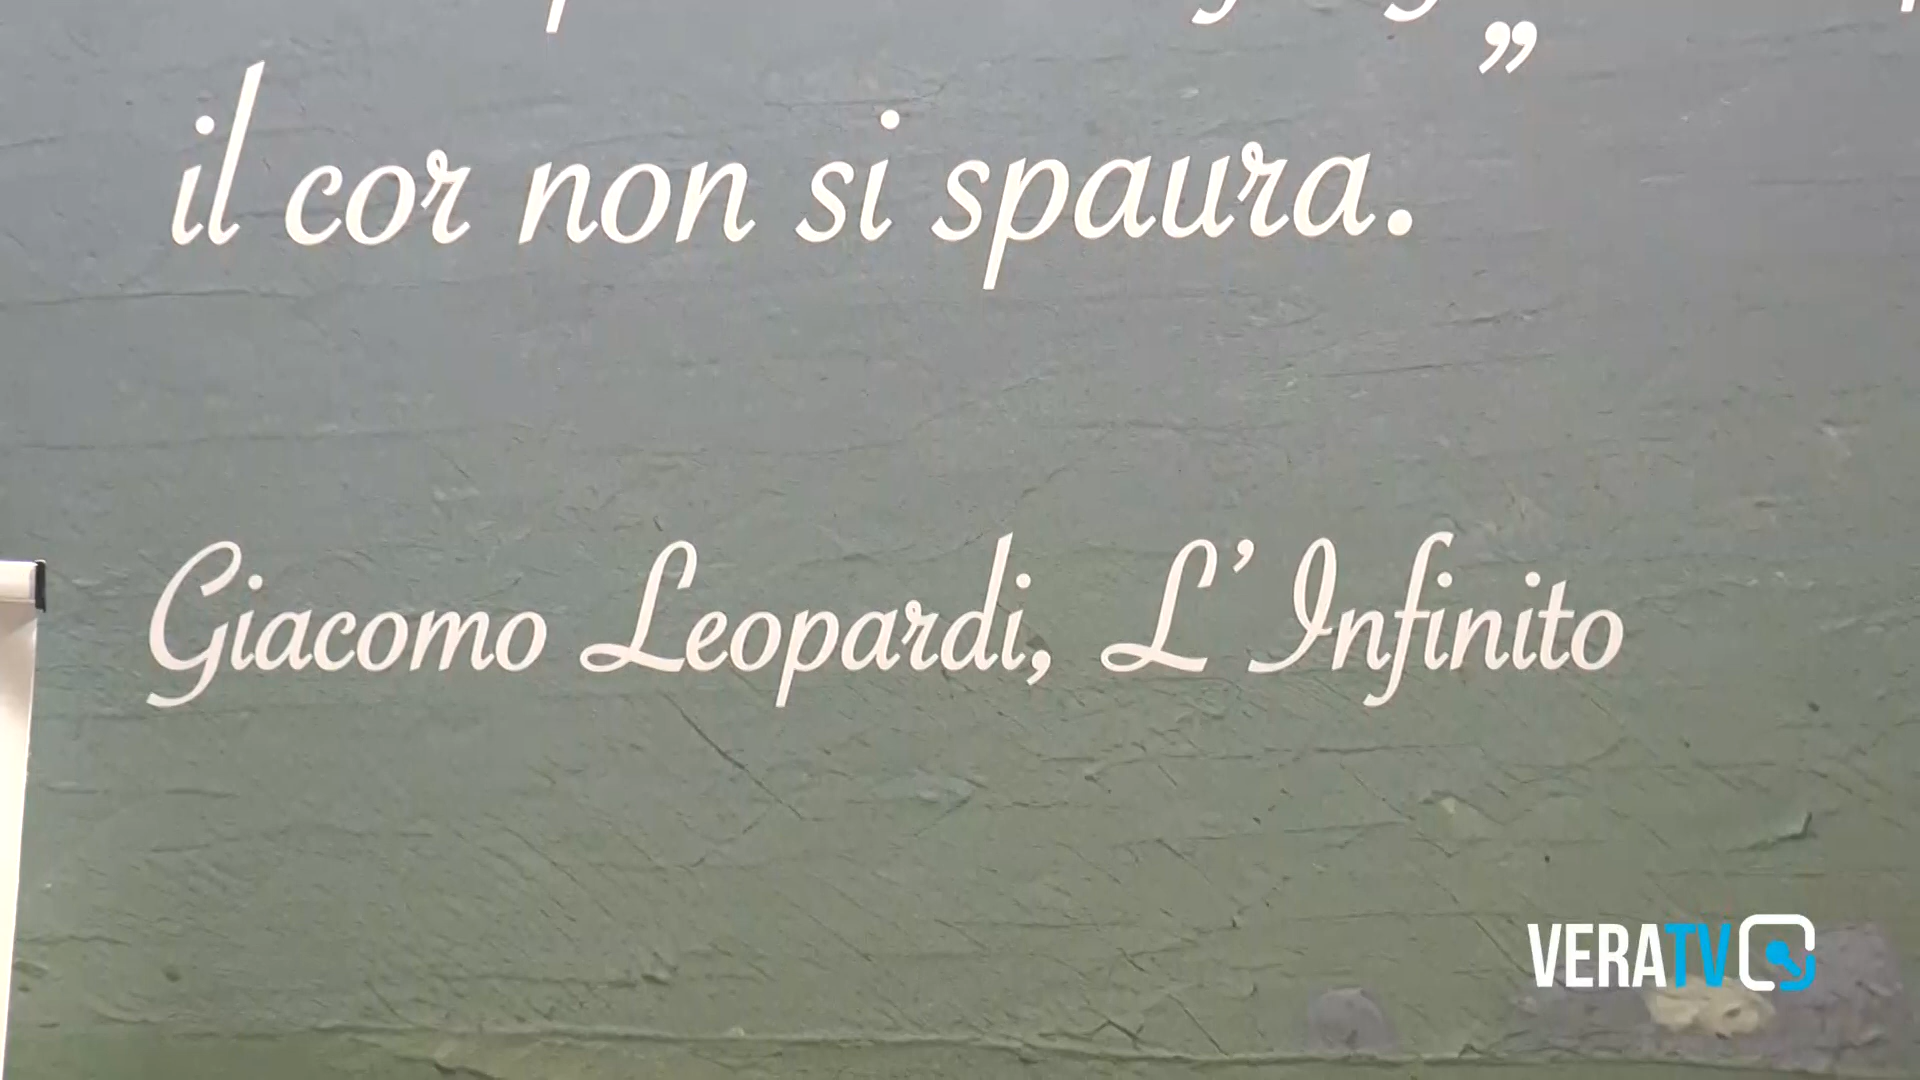 ”
il cor non si spaura.
Giacomo Leopardi, L’Infinito
VERATV